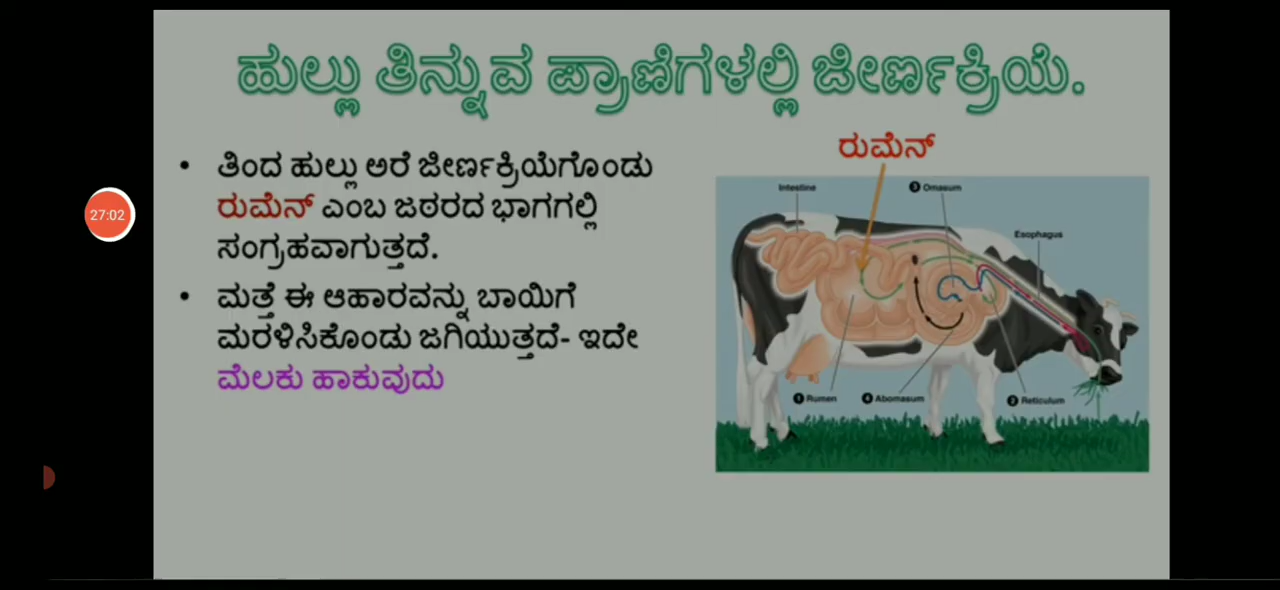 ಹುಲ್ಲು ತಿನ್ನುವ ಪ್ರಾಣಿಗಳಲ್ಲಿ ಜೀರ್ಣಕ್ರಿಯೆ.
• ತಿಂದ ಹುಲ್ಲು ಅರೆ ಜೀರ್ಣಕ್ರಿಯೆಗೊಂಡು
ರುಮೆನ್ ಎಂಬ ಜಠರದ ಭಾಗಗಲ್ಲಿ
ಸಂಗ್ರಹವಾಗುತ್ತದೆ.
• ಮತ್ತೆ ಈ ಆಹಾರವನ್ನು ಬಾಯಿಗೆ
ಮರಳಿಸಿಕೊಂಡು ಜಗಿಯುತ್ತದೆ- ಇದೇ
ಮೆಲಕು ಹಾಕುವುದು
27:02
ರುಮೆನ್
Intestine
3 Omasum
Esophagus
1 Rumen
4 Abomasum
2 Reticulum